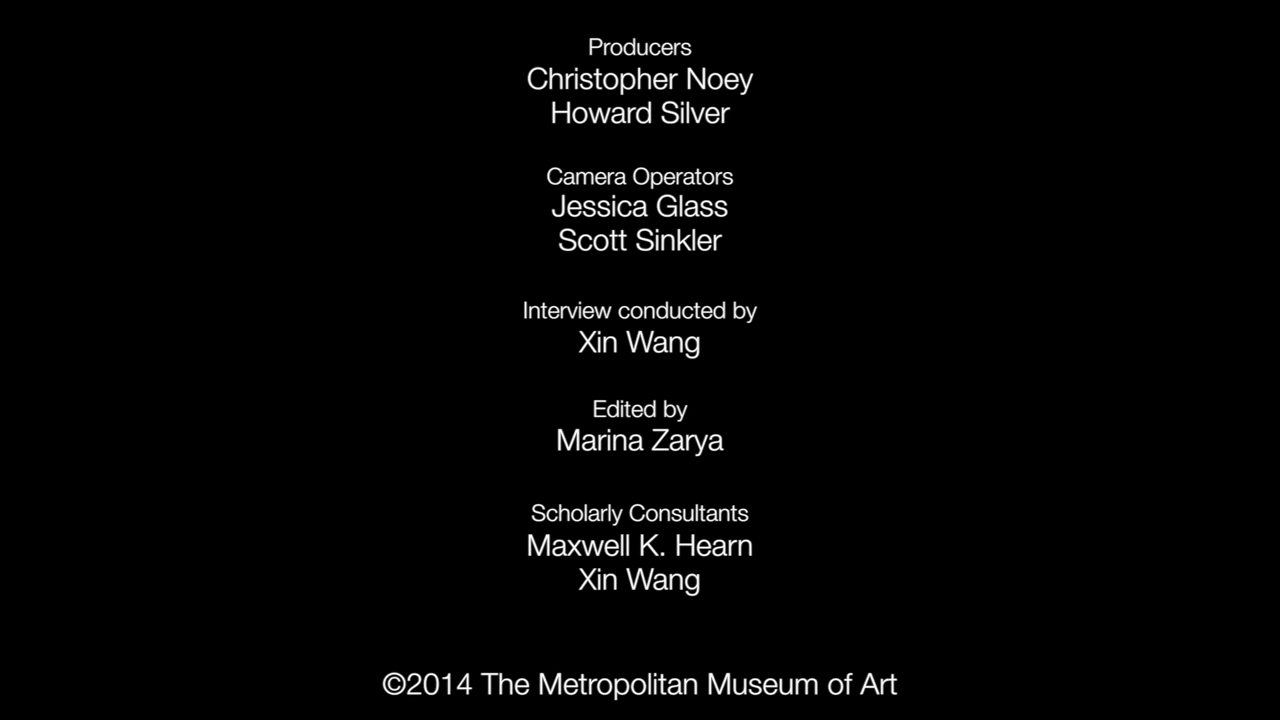 Producers
Christopher Noey
Howard Silver
Camera Operators
Jessica Glass
Scott Sinkler
Interview conducted by
Xin Wang
Edited by
Marina Zarya
Scholarly Consultants
Maxwell K. Hearn
Xin Wang
©2014 The Metropolitan Museum of Art